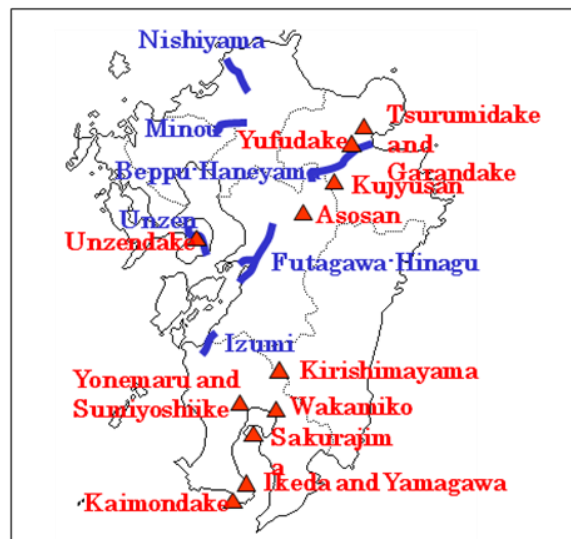 Nishiyama
Minou
Tsurumidake
and
Garandake
Yufudake
Beppu-Haneyama
Kujyusan
Asosan
Unzen
Unzendake
Futagawa-Hinagu
Izumi
Kirishimayama
Yonemaru and
Sumiyoshiike
Wakamiko
Sakurajim
a
Ikeda and Yamagawa
Kaimondake